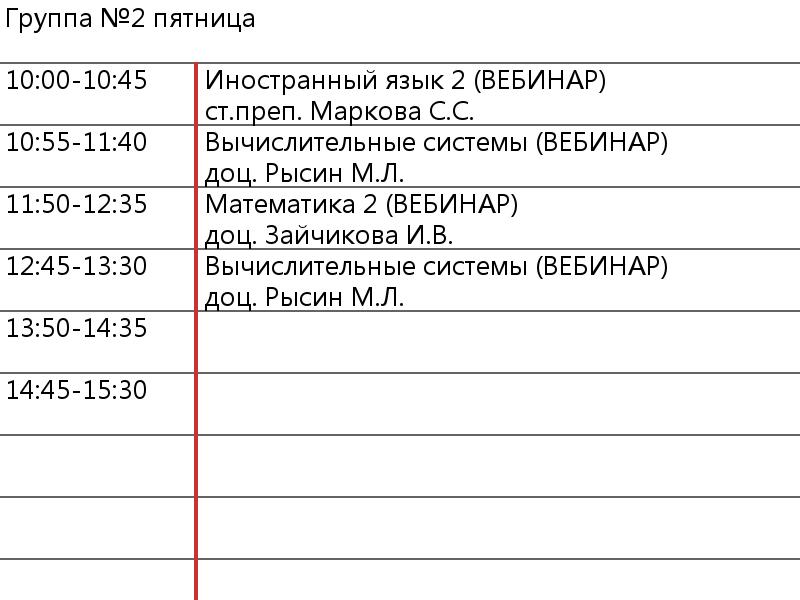 Группа №2 пятница
10:00-10:45 Иностранный язык 2 (ВЕБИНАР)
ст.преп. Маркова С.С.
10:55-11:40 Вычислительные системы (ВЕБИНАР)
доц. Рысин М.Л.
11:50-12:35 Математика 2 (ВЕБИНАР)
доц. Зайчикова И.В.
12:45-13:30 Вычислительные системы (ВЕБИНАР)
доц. Рысин М.Л.
13:50-14:35
14:45-15:30